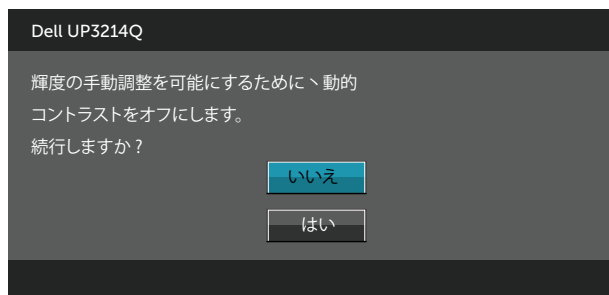 Dell UP3214Q
輝度の手動調整を可能にするために丶動的
コントラストをオフにします。
続行しますか?
いいえ
はい